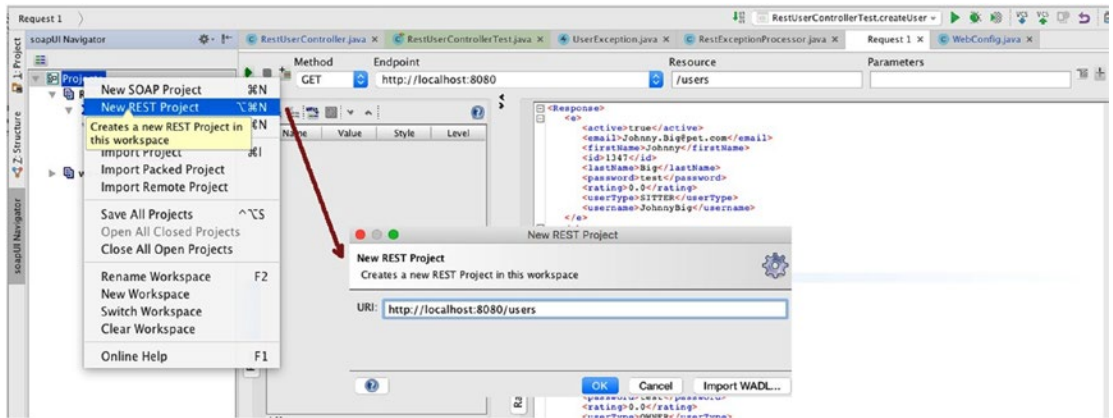 Request 1
RestUserControllerTest.createUser
soapUI Navigator
RestUserController.java ×
RestUserControllerTest.java ×
UserException.java ×
RestExceptionProcessor.java ×
Request 1 ×
WebConfig.java ×
1: Project
Z: Structure
soapUI Navigator
Projects
Method
Endpoint
Resource
Parameters
GET
http://localhost:8080
/users
New SOAP Project ⌘N
New REST Project ⌥⌘N
Creates a new REST Project in this workspace
Import Project ⌘I
Import Packed Project
Import Remote Project
Save All Projects ^⌥S
Open All Closed Projects
Close All Open Projects
Rename Workspace F2
New Workspace
Switch Workspace
Clear Workspace
Online Help F1
Name Value Style Level
<Response>
<e>
<active>true</active>
<email>Johnny.Big@pet.com</email>
<firstName>Johnny</firstName>
<id>1347</id>
<lastName>Big</lastName>
<password>test</password>
<rating>0.0</rating>
<userType>SITTER</userType>
<username>JohnnyBig</username>
</e>
New REST Project
New REST Project
Creates a new REST Project in this workspace
URI: http://localhost:8080/users
OK Cancel Import WADL...
<password>test</password>
<rating>0.0</rating>
<userType>OWNER</userType>